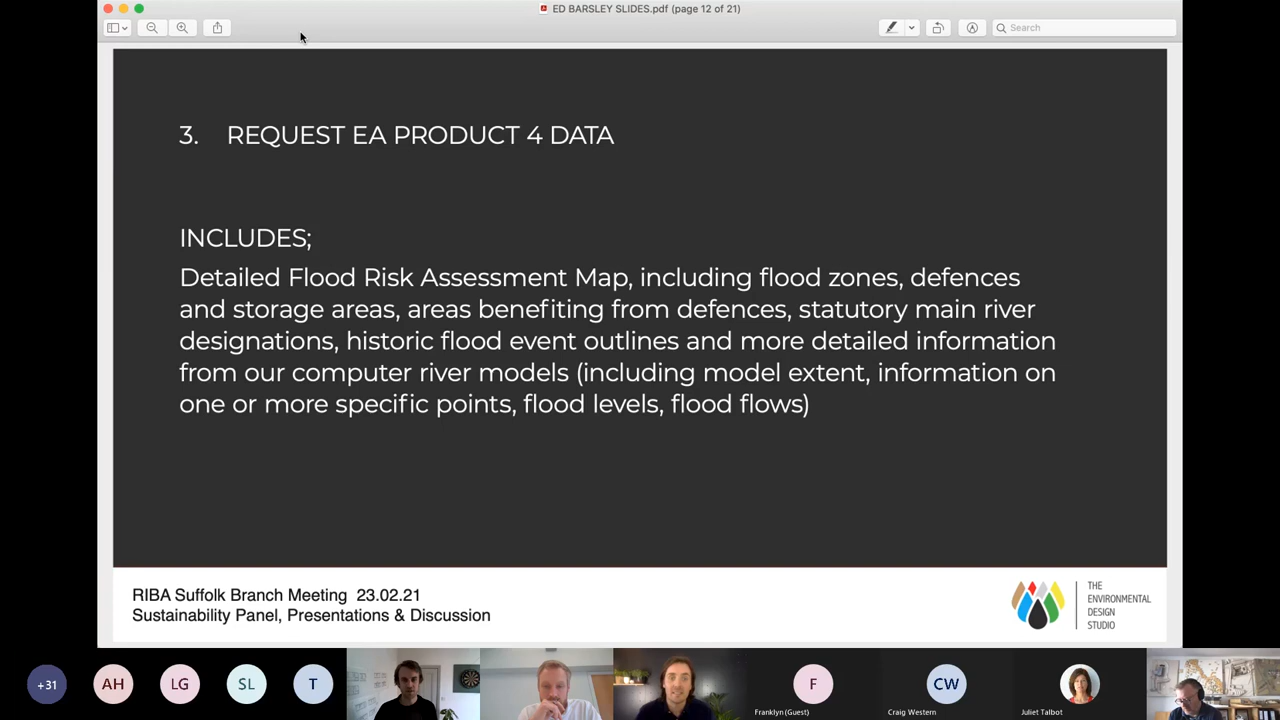 ED BARSLEY SLIDES.pdf (page 12 of 21)
Search
3. REQUEST EA PRODUCT 4 DATA
INCLUDES;
Detailed Flood Risk Assessment Map, including flood zones, defences
and storage areas, areas benefiting from defences, statutory main river
designations, historic flood event outlines and more detailed information
from our computer river models (including model extent, information on
one or more specific points, flood levels, flood flows)
RIBA Suffolk Branch Meeting 23.02.21
Sustainability Panel, Presentations & Discussion
THE
ENVIRONMENTAL
DESIGN
STUDIO
+31
AH
LG
SL
T
F
CW
Franklyn (Guest)
Craig Western
Juliet Talbot